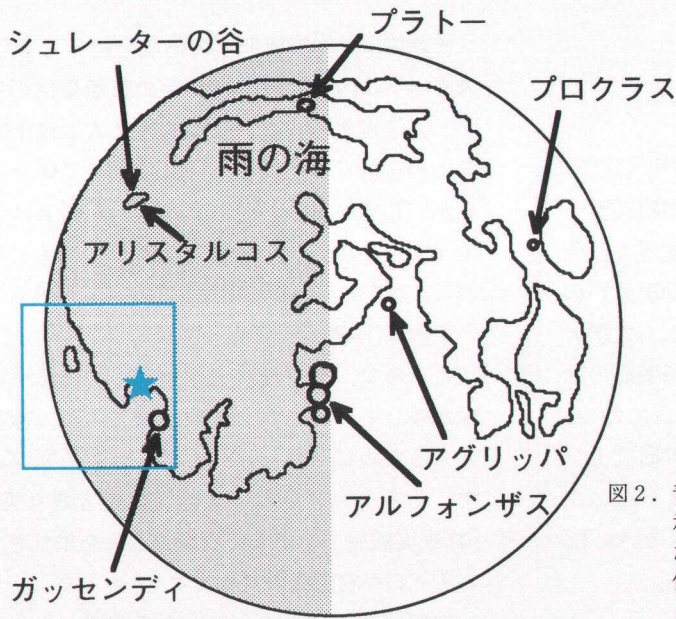 プラトー
シュレーターの谷
プロクラス
雨の海
アリスタルコス
アグリッパ
アルフォンザス
図2.
ガッセンディ